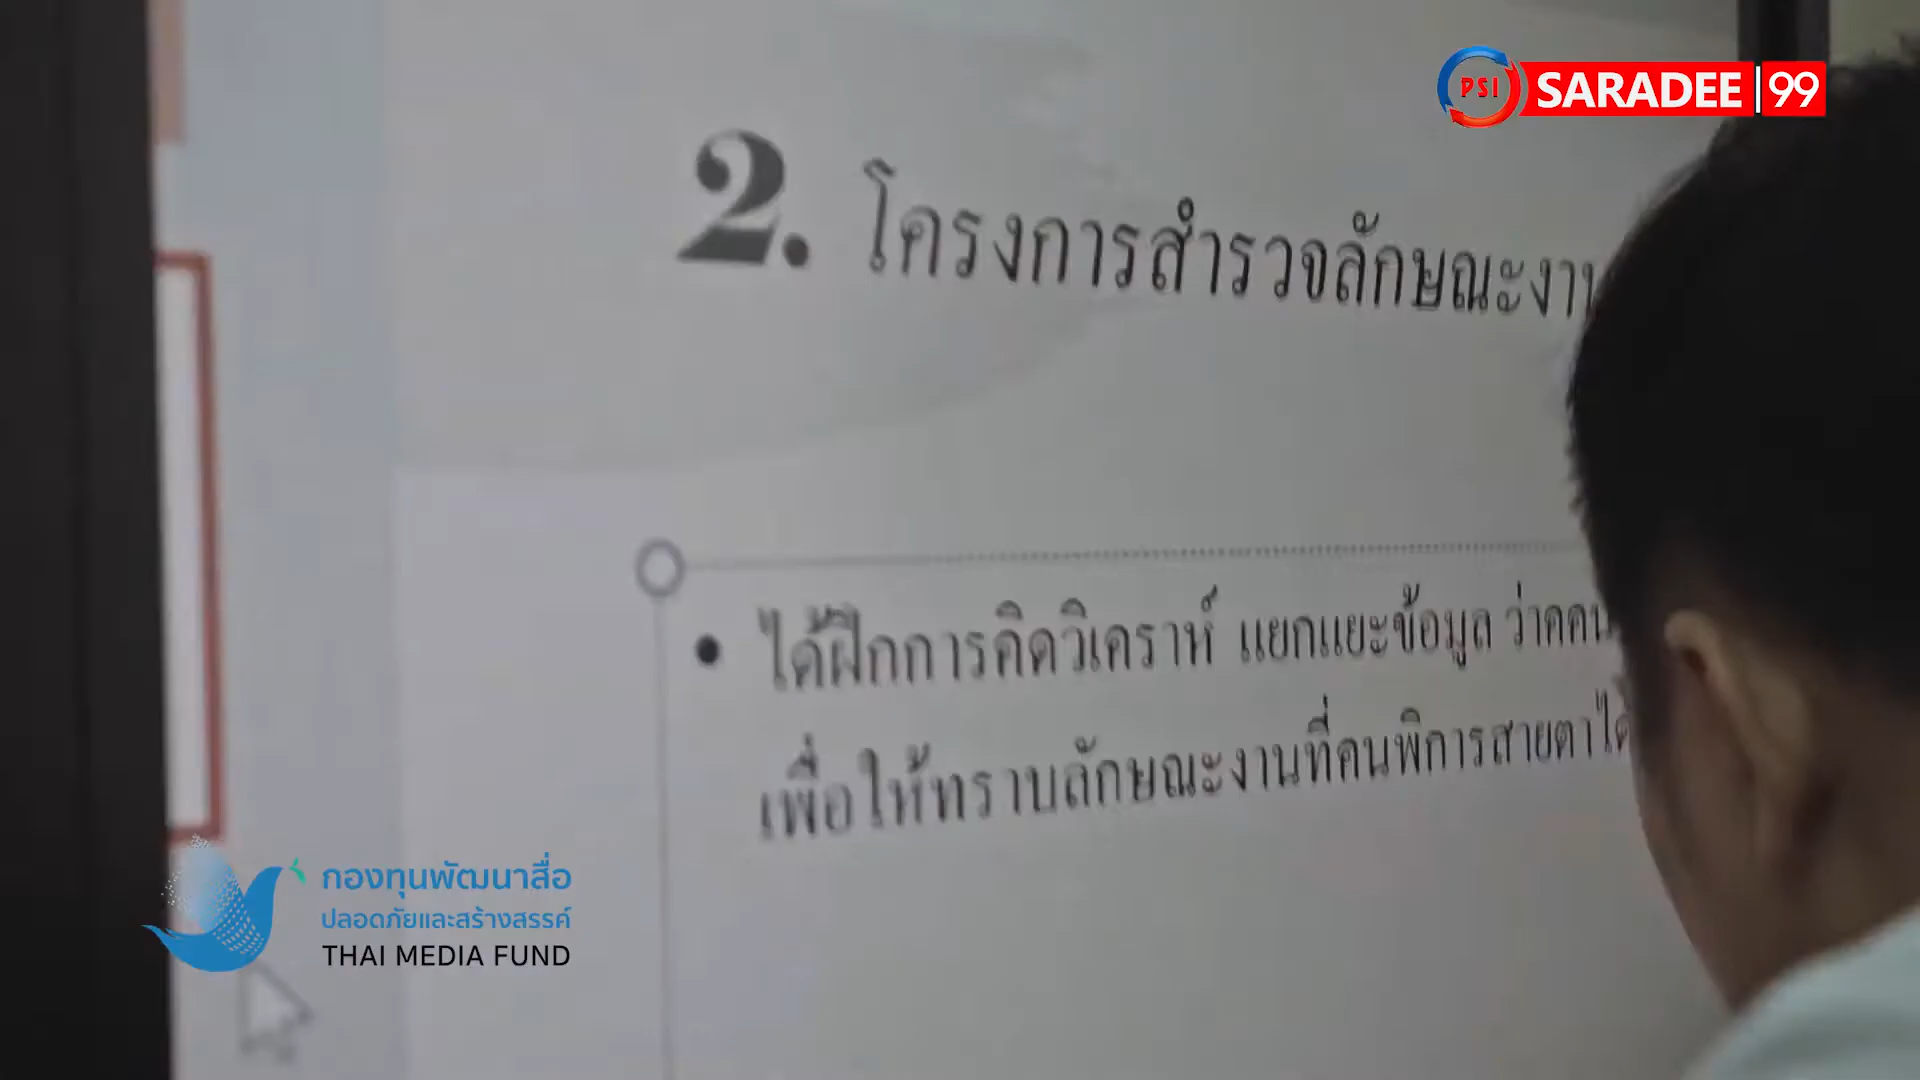 PSI SARADEE 99
2. โครงการสำรวจลักษณะงาน
• ได้ฝึกการคิดวิเคราะห์ แยกแยะข้อมูล
เพื่อให้ทราบลักษณะงานที่คนพิการสายตาได้
กองทุนพัฒนาสื่อ
ปลอดภัยและสร้างสรรค์
THAI MEDIA FUND